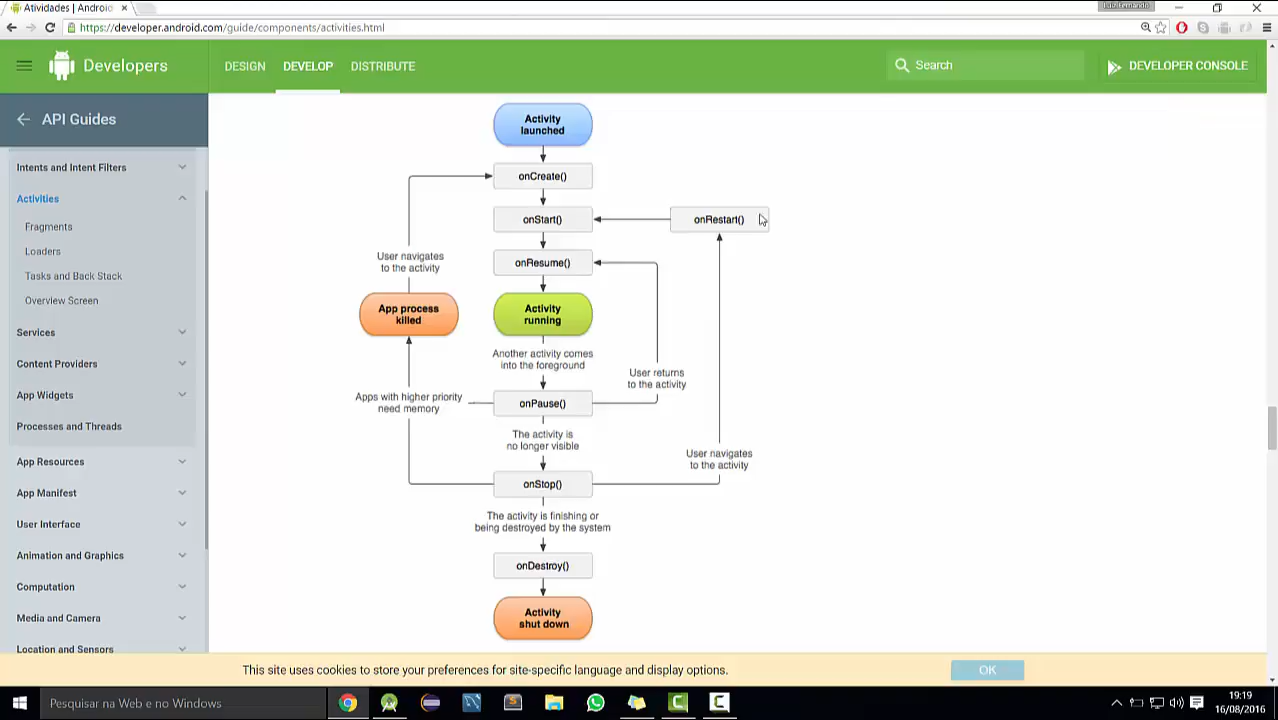 Atividades | Android
Luiz Fernando
https://developer.android.com/guide/components/activities.html
Developers
DESIGN
DEVELOP
DISTRIBUTE
Search
DEVELOPER CONSOLE
API Guides
Intents and Intent Filters
Activities
Fragments
Loaders
Tasks and Back Stack
Overview Screen
Services
Content Providers
App Widgets
Processes and Threads
App Resources
App Manifest
User Interface
Animation and Graphics
Computation
Media and Camera
Location and Sensors
Activity
launched
onCreate()
onStart()
onRestart()
onResume()
User navigates
to the activity
App process
killed
Activity
running
Another activity comes
into the foreground
User returns
to the activity
Apps with higher priority
need memory
onPause()
The activity is
no longer visible
User navigates
to the activity
onStop()
The activity is finishing or
being destroyed by the system
onDestroy()
Activity
shut down
This site uses cookies to store your preferences for site-specific language and display options.
OK
Pesquisar na Web e no Windows
19:19
16/08/2016